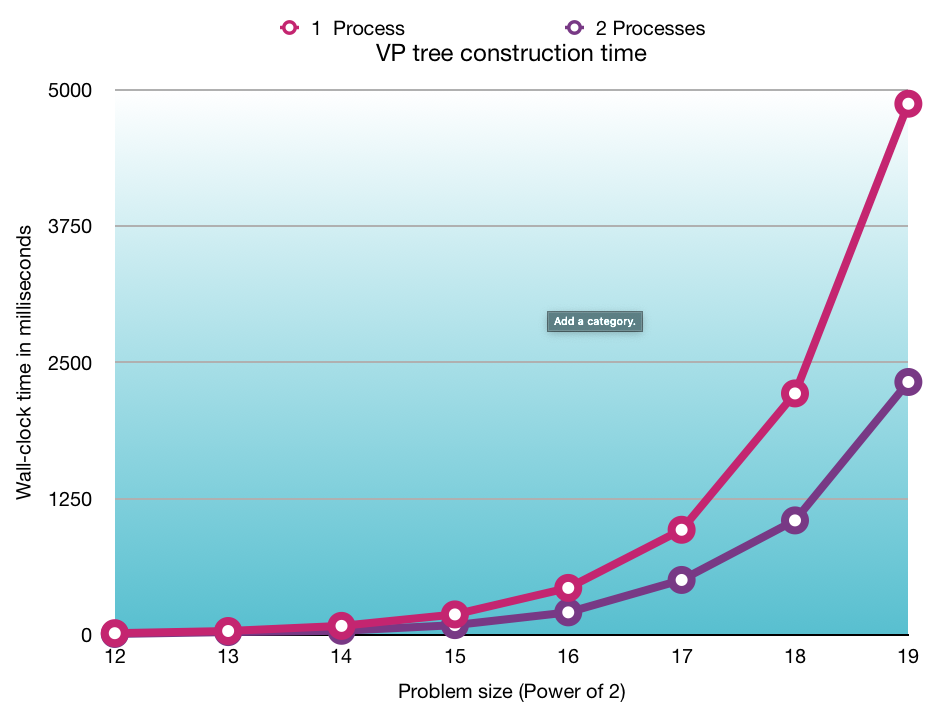 1 Process
2 Processes
VP tree construction time
5000
3750
2500
1250
0
Wall-clock time in milliseconds
Add a category.
12 13 14 15 16 17 18 19
Problem size (Power of 2)